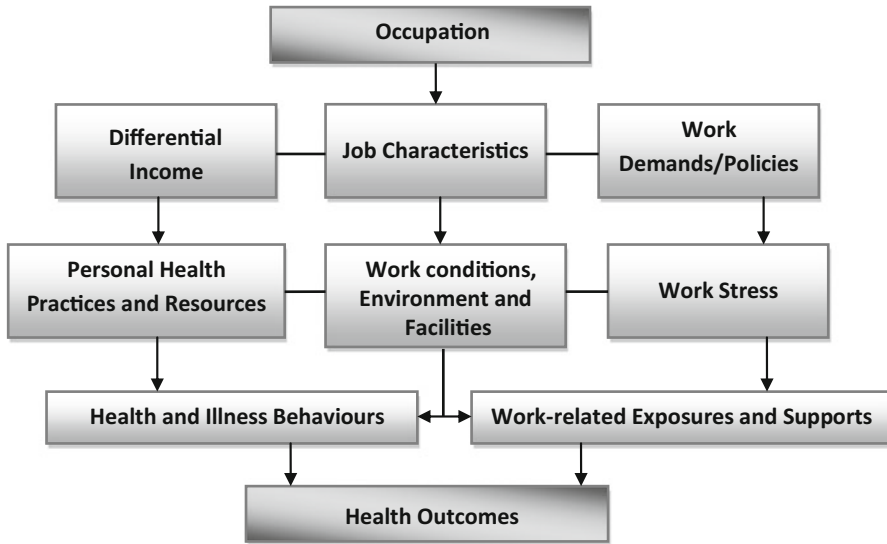 Occupation
Differential
Income
Job Characteristics
Work
Demands/Policies
Personal Health
Practices and Resources
Work conditions,
Environment and
Facilities
Work Stress
Health and Illness Behaviours
Work-related Exposures and Supports
Health Outcomes